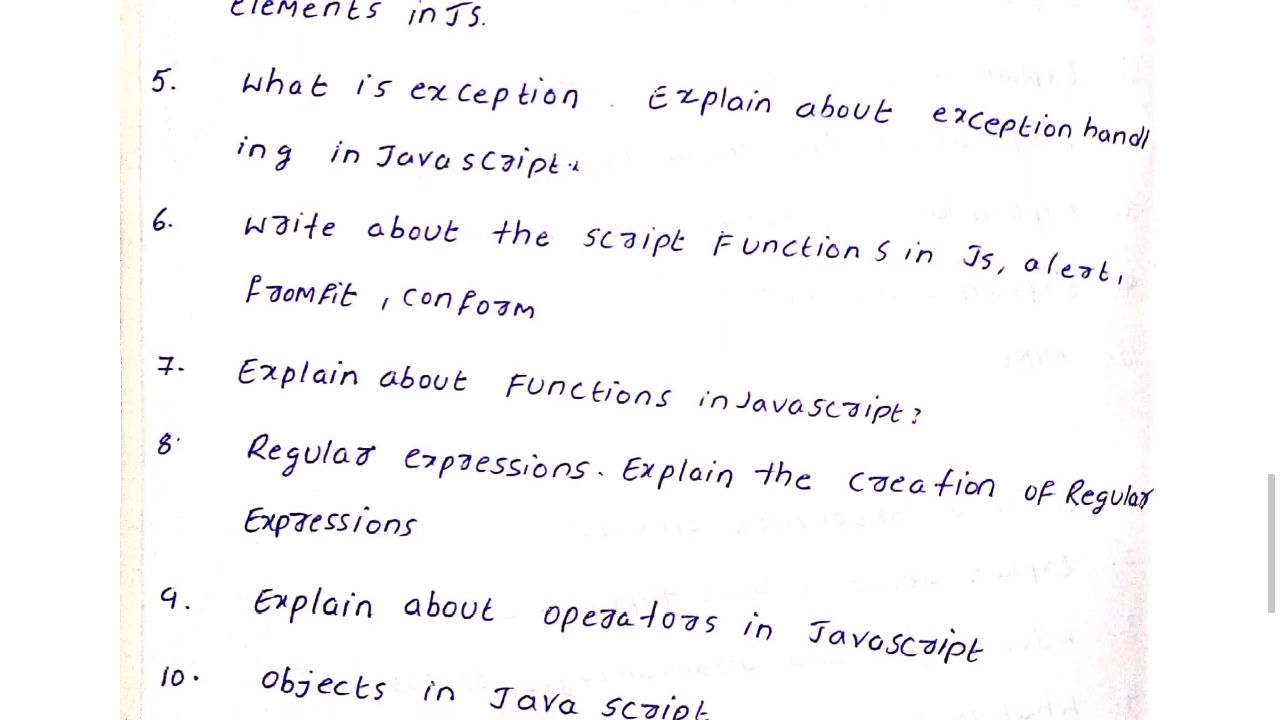 elements in JS.
5. What is exception. Explain about exception handl
ing in Javascript.
6. write about the script Functions in Js, alert,
fromfit, conform
7. Explain about Functions in Javascript?
8. Regular expressions. Explain the creation of Regular
Expressions
9. Explain about operators in Javascript
10. objects in Java script